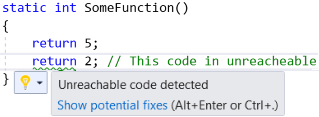 static int SomeFunction()
{
return 5;
return 2; // This code in unreacheable
}
Unreachable code detected
Show potential fixes (Alt+Enter or Ctrl+.)